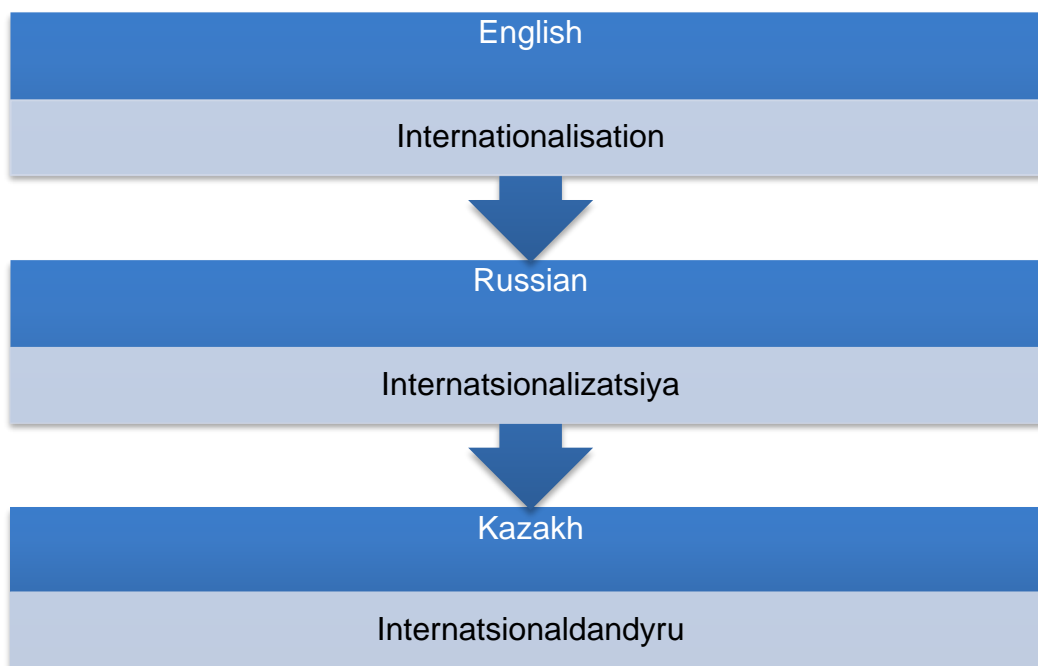 English
Internationalisation
Russian
Internatsionalizatsiya
Kazakh
Internatsionaldandyru